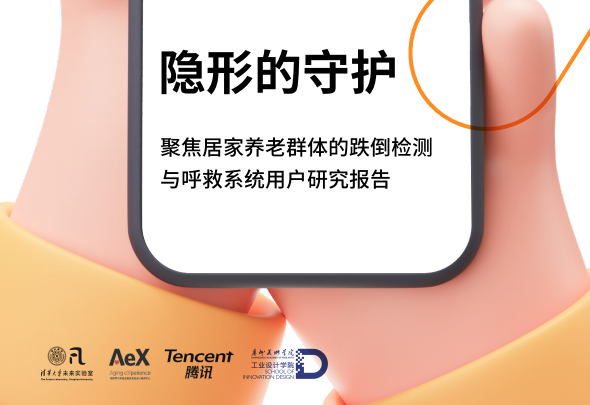 隐形的守护
聚焦居家养老群体的跌倒检测
与呼救系统用户研究报告
清华大学未来实验室
The Future Laboratory, Tsinghua University
AeX
Aging eXperience
Tencent
腾讯
广州美术学院
工业设计学院
SCHOOL OF
INNOVATION DESIGN